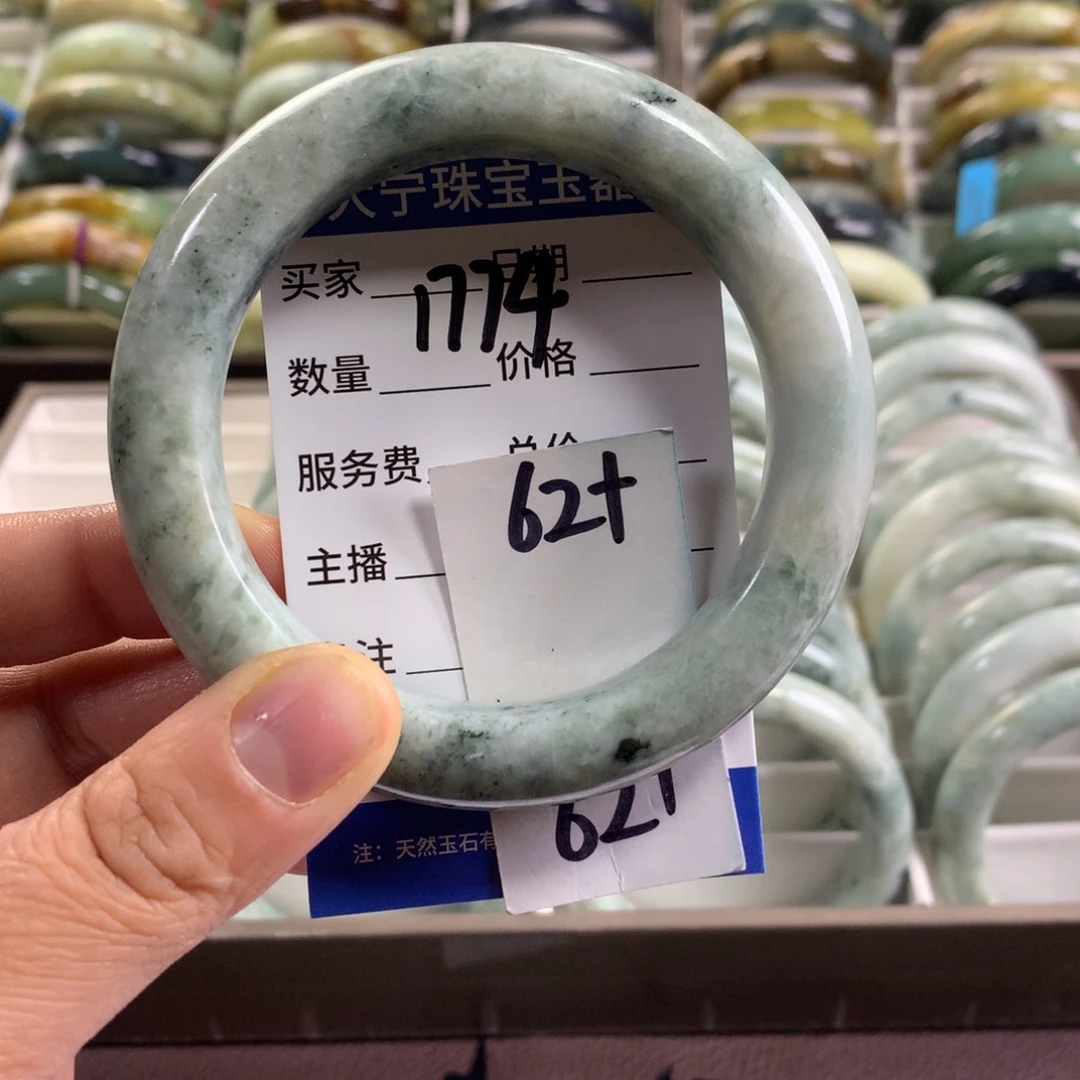 宁珠宝玉器
买家 日期
1774
数量 价格
服务费 总价
62+
主播
注
62+
注：天然玉石有